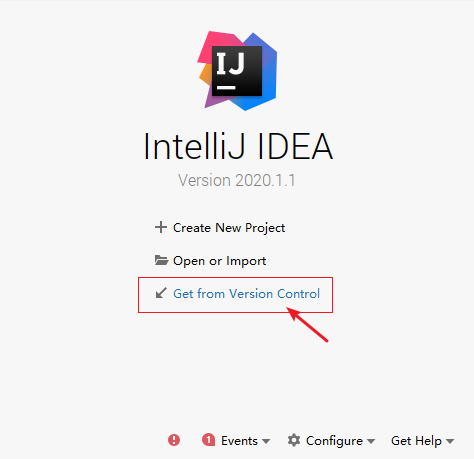 IJ
IntelliJ IDEA
Version 2020.1.1
Create New Project
Open or Import
Get from Version Control
1 Events Configure Get Help